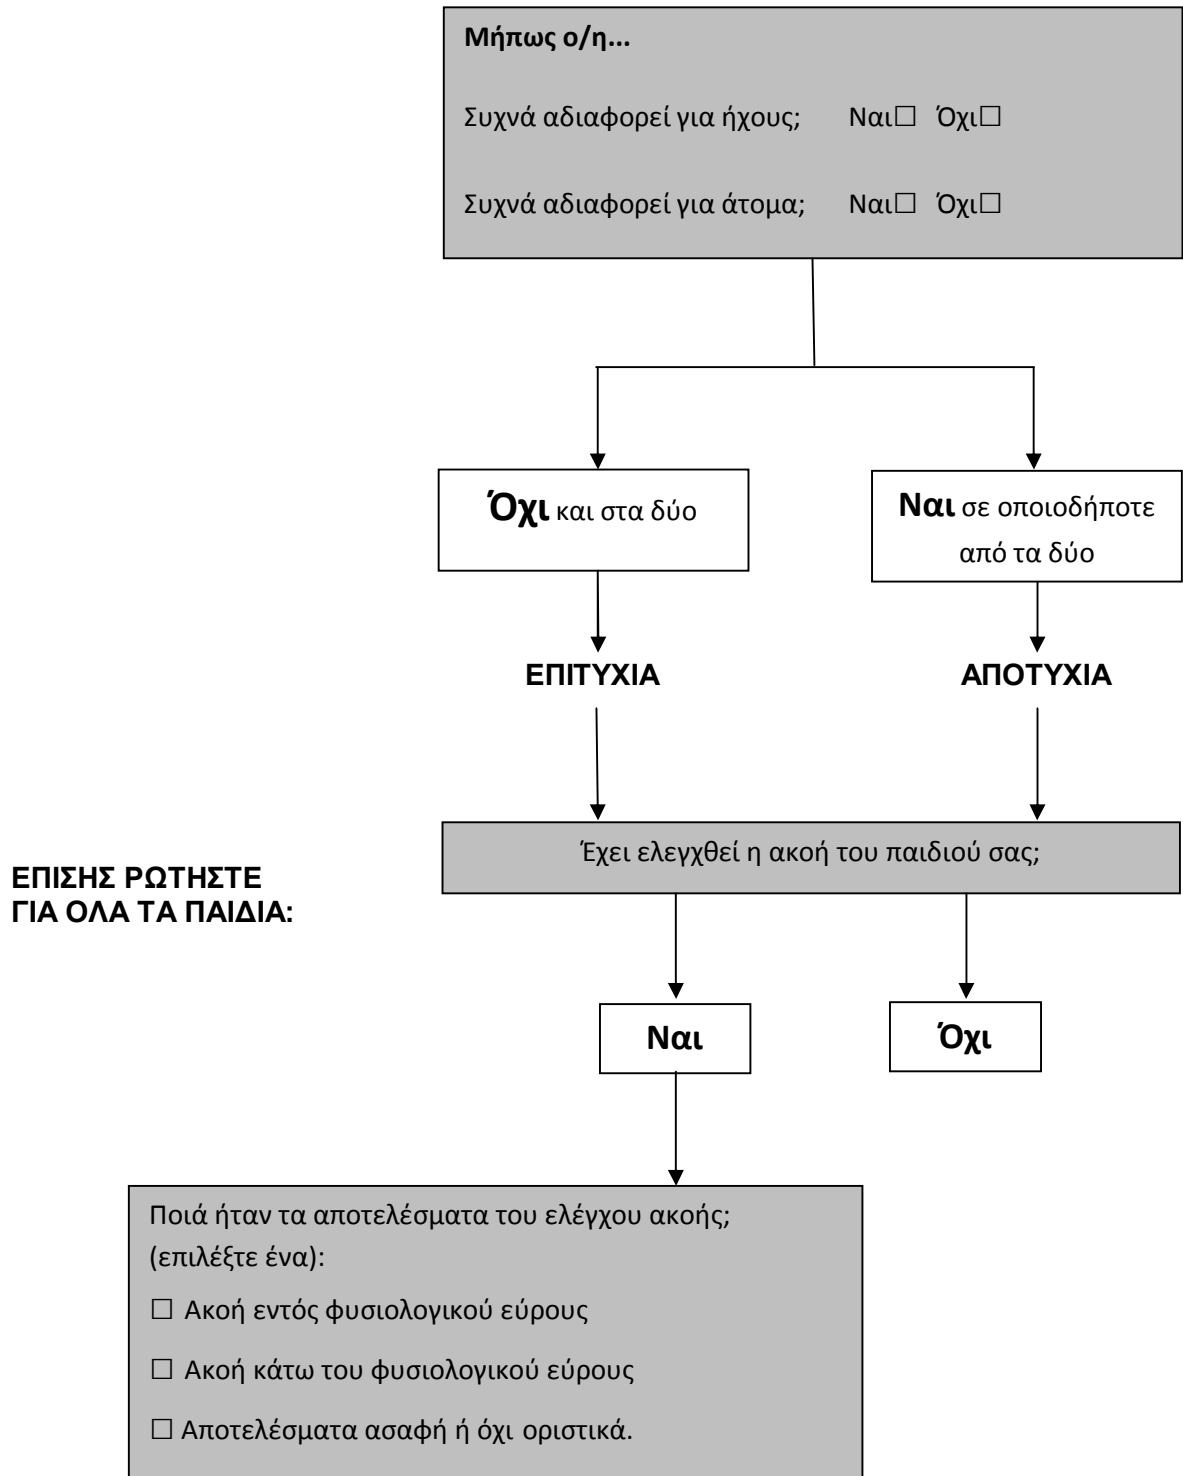 Μήπως ο/η...
Συχνά αδιαφορεί για ήχους; Ναι☐ Όχι☐
Συχνά αδιαφορεί για άτομα; Ναι☐ Όχι☐
Όχι και στα δύο
Ναι σε οποιοδήποτε
από τα δύο
ΕΠΙΤΥΧΙΑ
ΑΠΟΤΥΧΙΑ
ΕΠΙΣΗΣ ΡΩΤΗΣΤΕ
ΓΙΑ ΟΛΑ ΤΑ ΠΑΙΔΙΑ:
Έχει ελεγχθεί η ακοή του παιδιού σας;
Ναι
Όχι
Ποιά ήταν τα αποτελέσματα του ελέγχου ακοής;
(επιλέξτε ένα):
☐ Ακοή εντός φυσιολογικού εύρους
☐ Ακοή κάτω του φυσιολογικού εύρους
☐ Αποτελέσματα ασαφή ή όχι οριστικά.